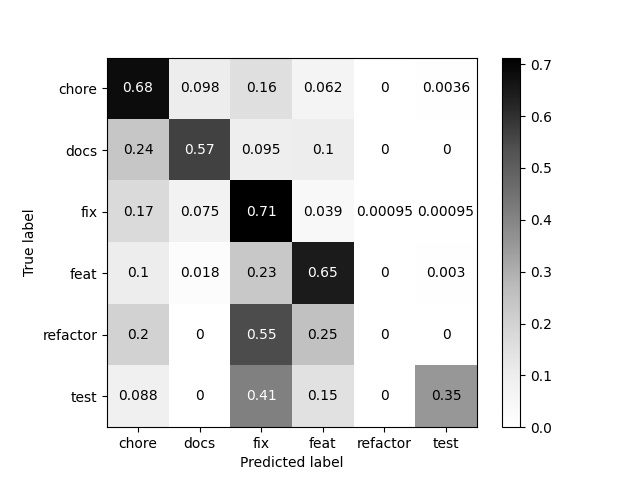 chore 0.68 0.098 0.16 0.062 0 0.0036
docs 0.24 0.57 0.095 0.1 0 0
fix 0.17 0.075 0.71 0.039 0.00095 0.00095
feat 0.1 0.018 0.23 0.65 0 0.003
refactor 0.2 0 0.55 0.25 0 0
test 0.088 0 0.41 0.15 0 0.35
chore docs fix feat refactor test
Predicted label
True label
0.7
0.6
0.5
0.4
0.3
0.2
0.1
0.0